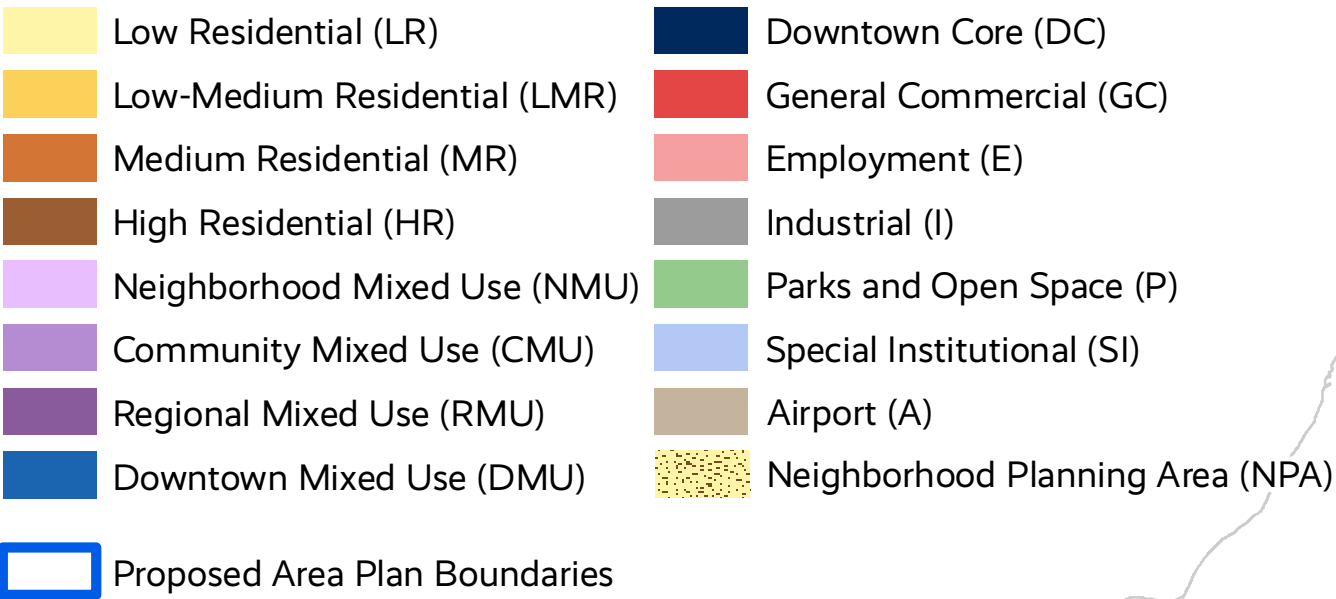 Low Residential (LR)
Low-Medium Residential (LMR)
Medium Residential (MR)
High Residential (HR)
Neighborhood Mixed Use (NMU)
Community Mixed Use (CMU)
Regional Mixed Use (RMU)
Downtown Mixed Use (DMU)
Proposed Area Plan Boundaries
Downtown Core (DC)
General Commercial (GC)
Employment (E)
Industrial (I)
Parks and Open Space (P)
Special Institutional (SI)
Airport (A)
Neighborhood Planning Area (NPA)